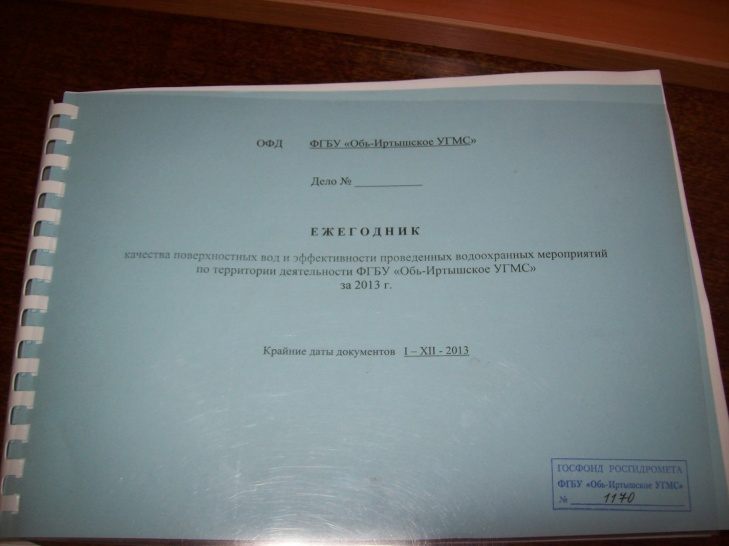 ОФД ФГБУ «Обь-Иртышское УГМС»
Дело № ____________
ЕЖЕГОДНИК
качества поверхностных вод и эффективности проведенных водоохранных мероприятий
по территории деятельности ФГБУ «Обь-Иртышское УГМС»
за 2013 г.
Крайние даты документов I – XII - 2013
ГОСФОНД РОСГИДРОМЕТА
ФГБУ «Обь-Иртышское УГМС»
№ 1170